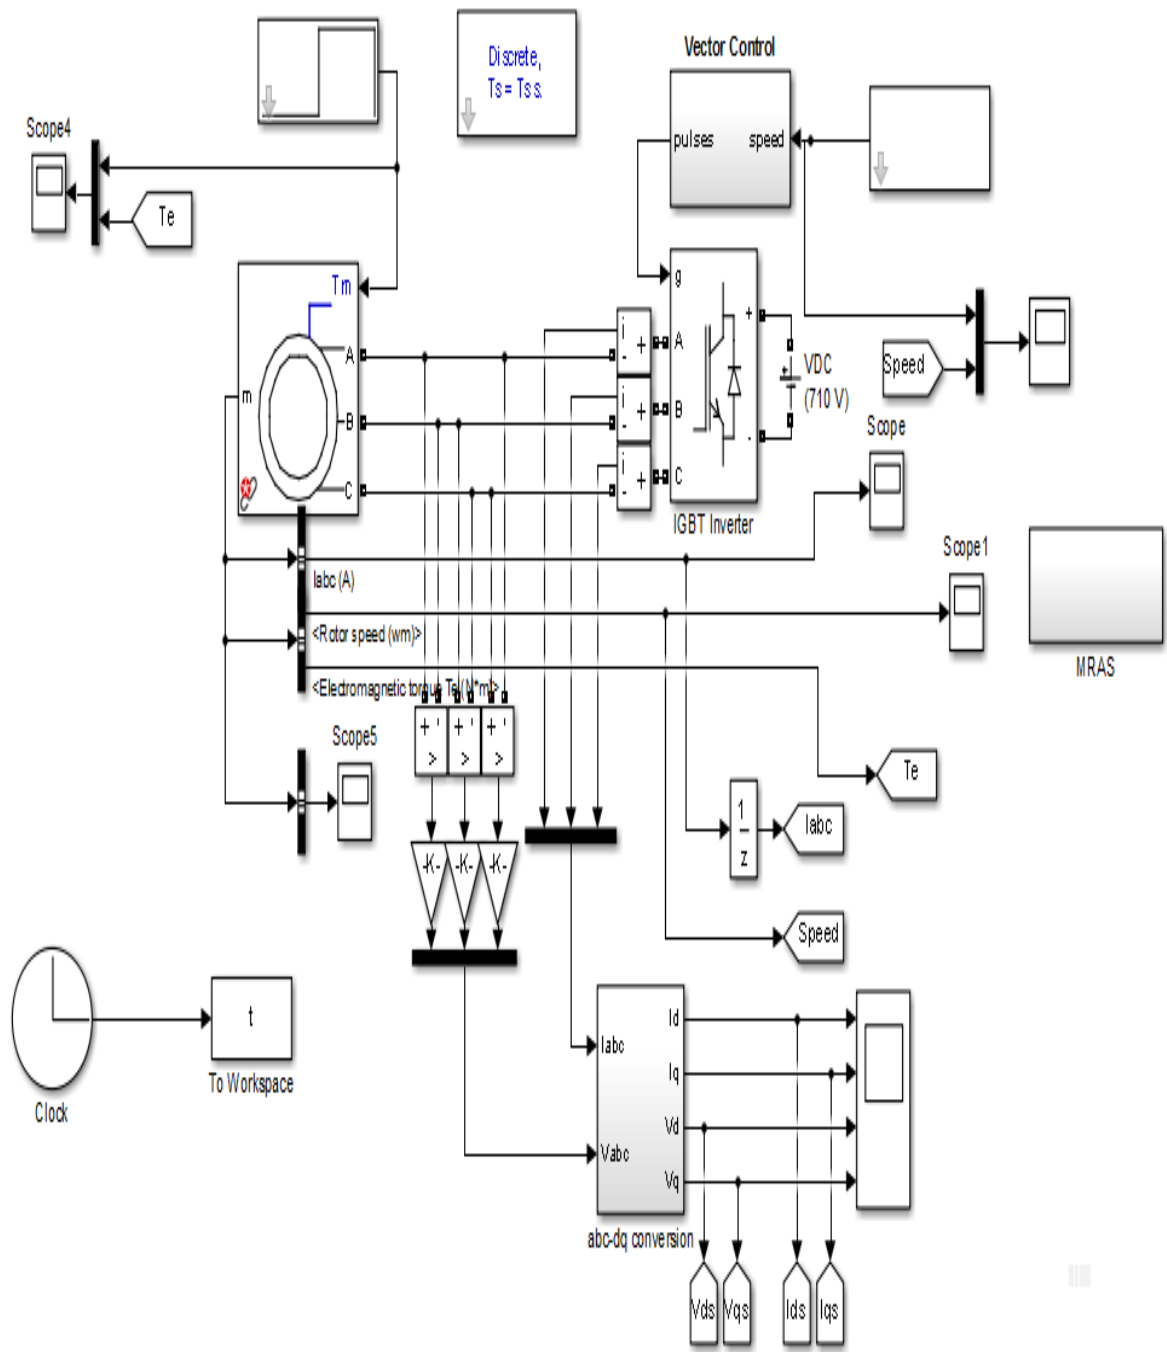 Discrete,
Ts = Tss.
Vector Control
pulses
speed
Scope4
Te
Tm
m
A
B
C
i
+
-
i
+
-
i
+
-
g
A
B
C
+
-
VDC
(710 V)
IGBT Inverter
Speed
Scope
Scope1
MRAS
Iabc (A)
<Rotor speed (wm)>
<Electromagnetic torque Te (N*m)>
Scope5
+ -
v
+ -
v
+ -
v
-K-
-K-
-K-
1
z
Te
Iabc
Speed
Clock
t
To Workspace
Iabc
Vabc
Id
Iq
Vd
Vq
abc-dq conversion
Vds
Vqs
Ids
Iqs